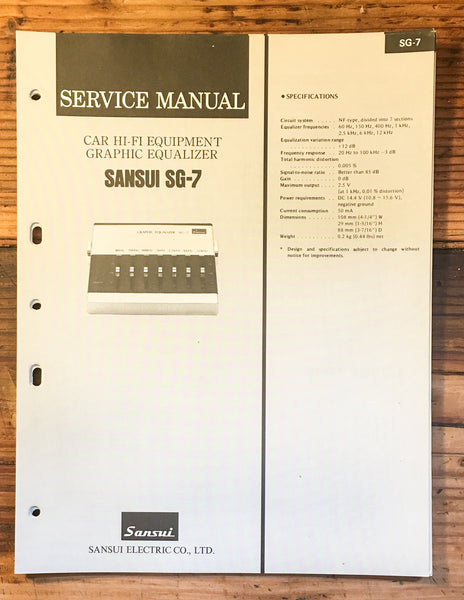 SG-7
SERVICE MANUAL
CAR HI-FI EQUIPMENT
GRAPHIC EQUALIZER
SANSUI SG-7
GRAPHIC EQUALIZER SG-7
Sansui
Sansui
SANSUI ELECTRIC CO., LTD.
• SPECIFICATIONS
Circuit system . . . . . . . NF-type, divided into 7 sections
Equalizer frequencies . . 60 Hz, 150 Hz, 400 Hz, 1 kHz,
2.5 kHz, 6 kHz, 12 kHz
Equalization variation range
. . . . . . . . . . . . ±12 dB
Frequency response . . . 20 Hz to 100 kHz -3 dB
Total harmonic distortion
. . . . . . . . . . . . 0.005 %
Signal-to-noise ratio . . Better than 85 dB
Gain . . . . . . . . . . . . 0 dB
Maximum output . . . . . 2.5 V
(at 1 kHz, 0.01 % distortion)
Power requirements . . . DC 14.4 V (10.8 ~ 15.6 V),
negative ground
Current consumption . . 50 mA
Dimensions . . . . . . . . 108 mm (4-1/4") W
29 mm (1-3/16") H
88 mm (3-7/16") D
Weight . . . . . . . . . . . 0.2 kg (0.44 lbs) net
* Design and specifications subject to change without
notice for improvements.